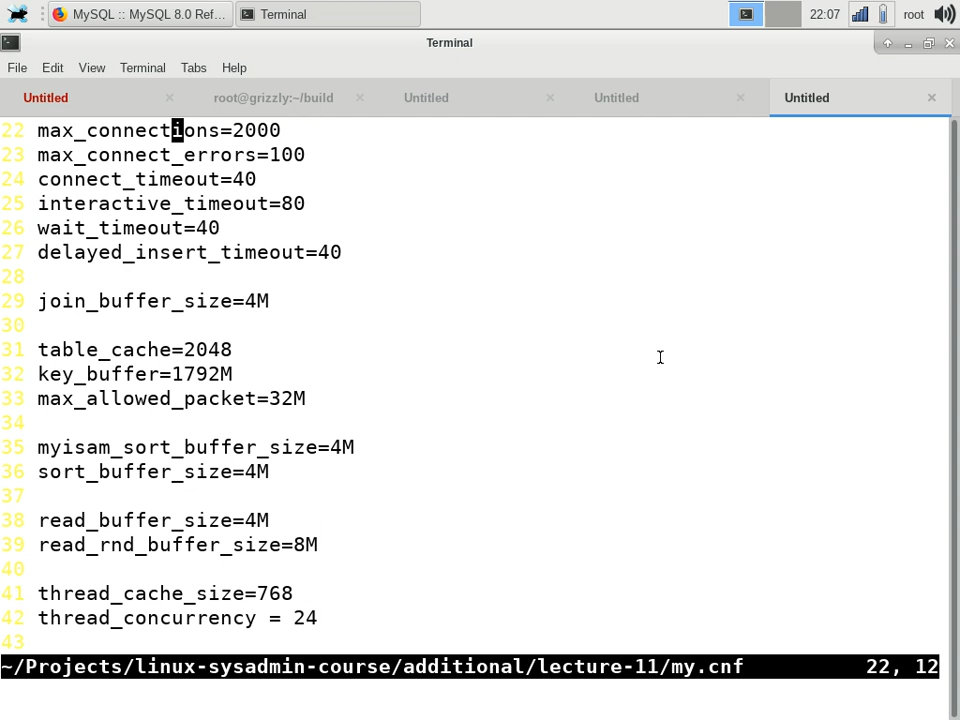 MySQL :: MySQL 8.0 Ref...
Terminal
22:07
root
Terminal
File Edit View Terminal Tabs Help
Untitled
root@grizzly:~/build
Untitled
Untitled
Untitled
22 max_connections=2000
23 max_connect_errors=100
24 connect_timeout=40
25 interactive_timeout=80
26 wait_timeout=40
27 delayed_insert_timeout=40
28
29 join_buffer_size=4M
30
31 table_cache=2048
32 key_buffer=1792M
33 max_allowed_packet=32M
34
35 myisam_sort_buffer_size=4M
36 sort_buffer_size=4M
37
38 read_buffer_size=4M
39 read_rnd_buffer_size=8M
40
41 thread_cache_size=768
42 thread_concurrency = 24
43
~/Projects/linux-sysadmin-course/additional/lecture-11/my.cnf 22, 12